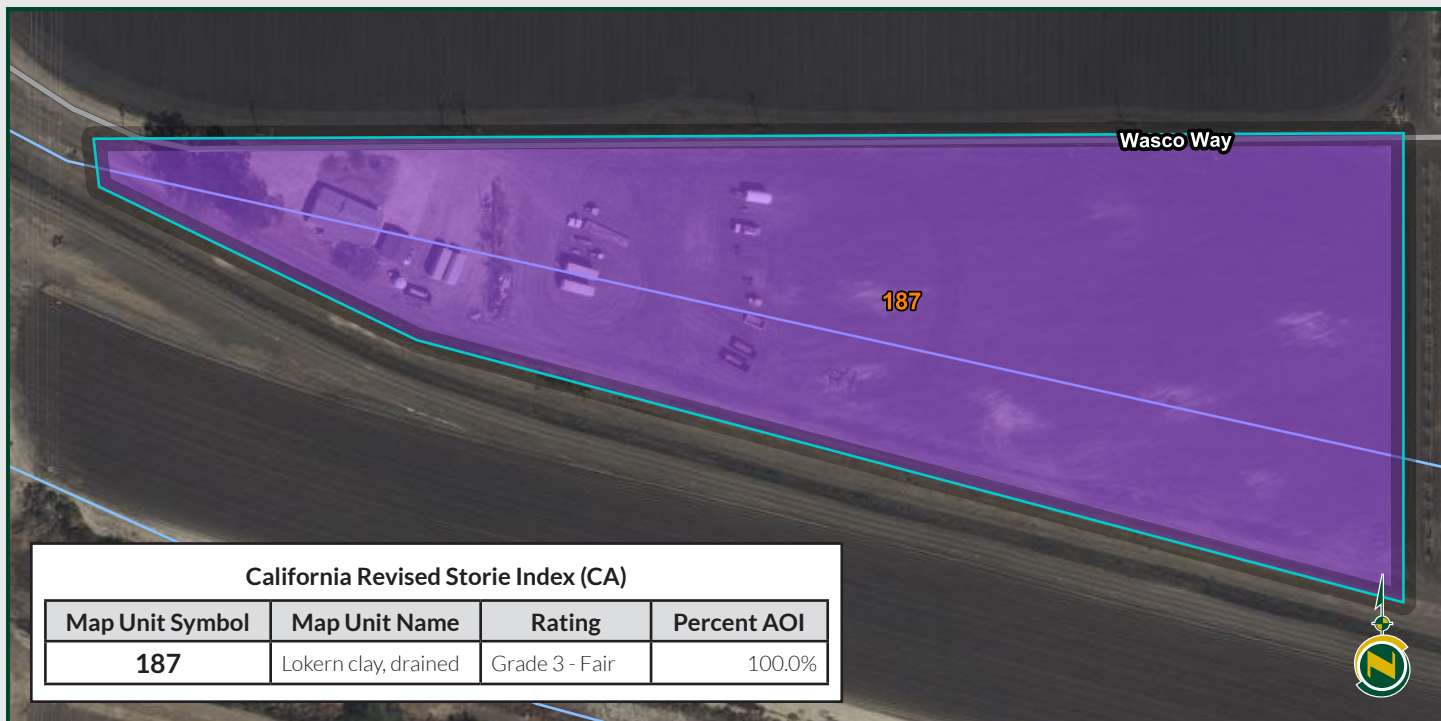 Wasco Way
187
California Revised Storie Index (CA)
Map Unit Symbol Map Unit Name Rating Percent AOI
187 Lokern clay, drained Grade 3 - Fair 100.0%
N